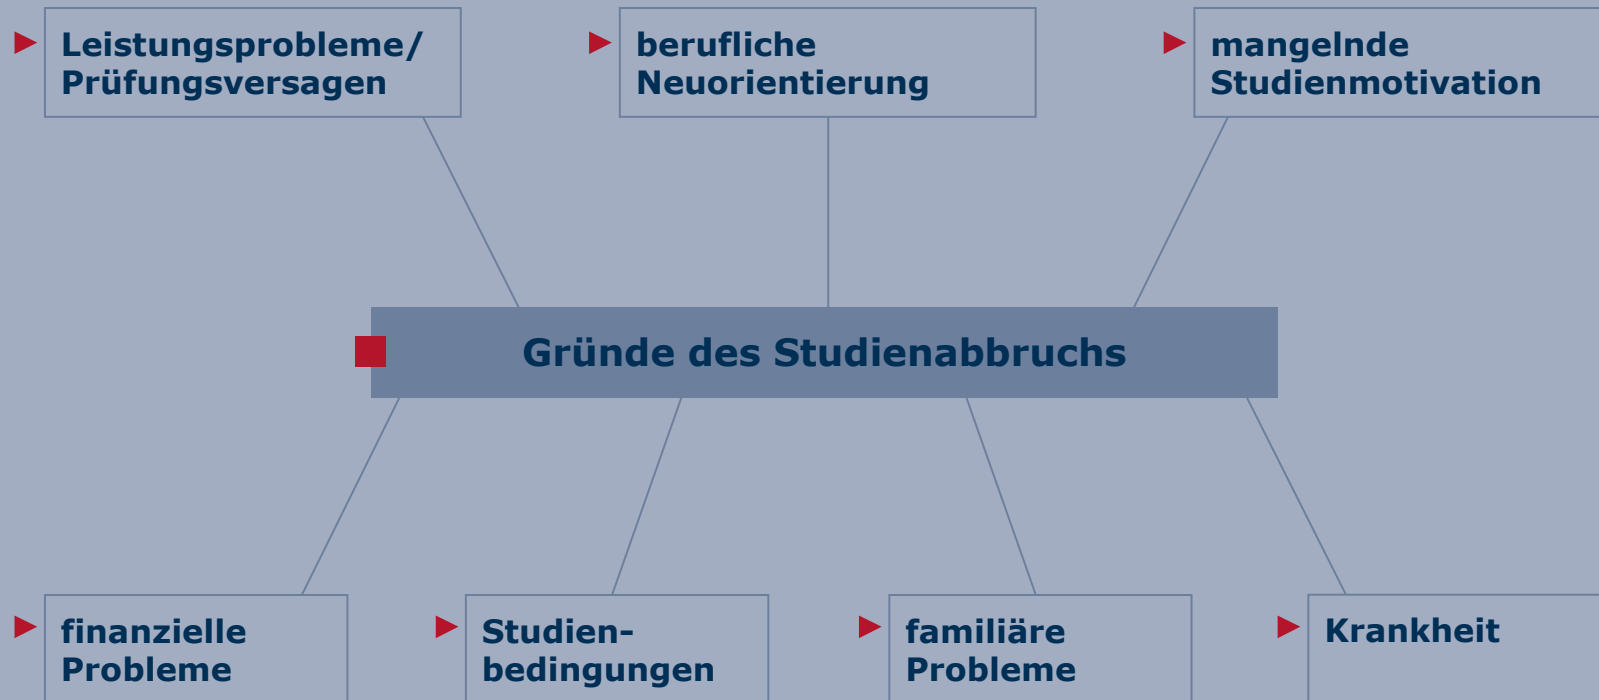 Leistungsprobleme/
Prüfungsversagen
berufliche
Neuorientierung
mangelnde
Studienmotivation
Gründe des Studienabbruchs
finanzielle
Probleme
Studien-
bedingungen
familiäre
Probleme
Krankheit